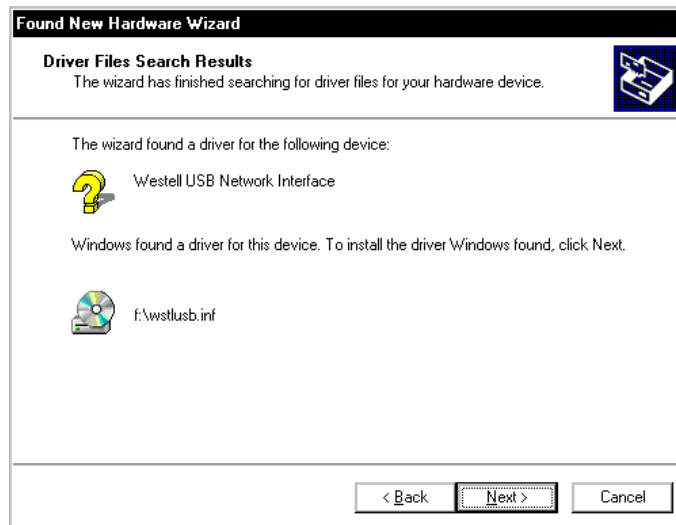 Found New Hardware Wizard
Driver Files Search Results
The wizard has finished searching for driver files for your hardware device.
The wizard found a driver for the following device:
Westell USB Network Interface
Windows found a driver for this device. To install the driver Windows found, click Next.
f:\wstlusb.inf
< Back Next > Cancel